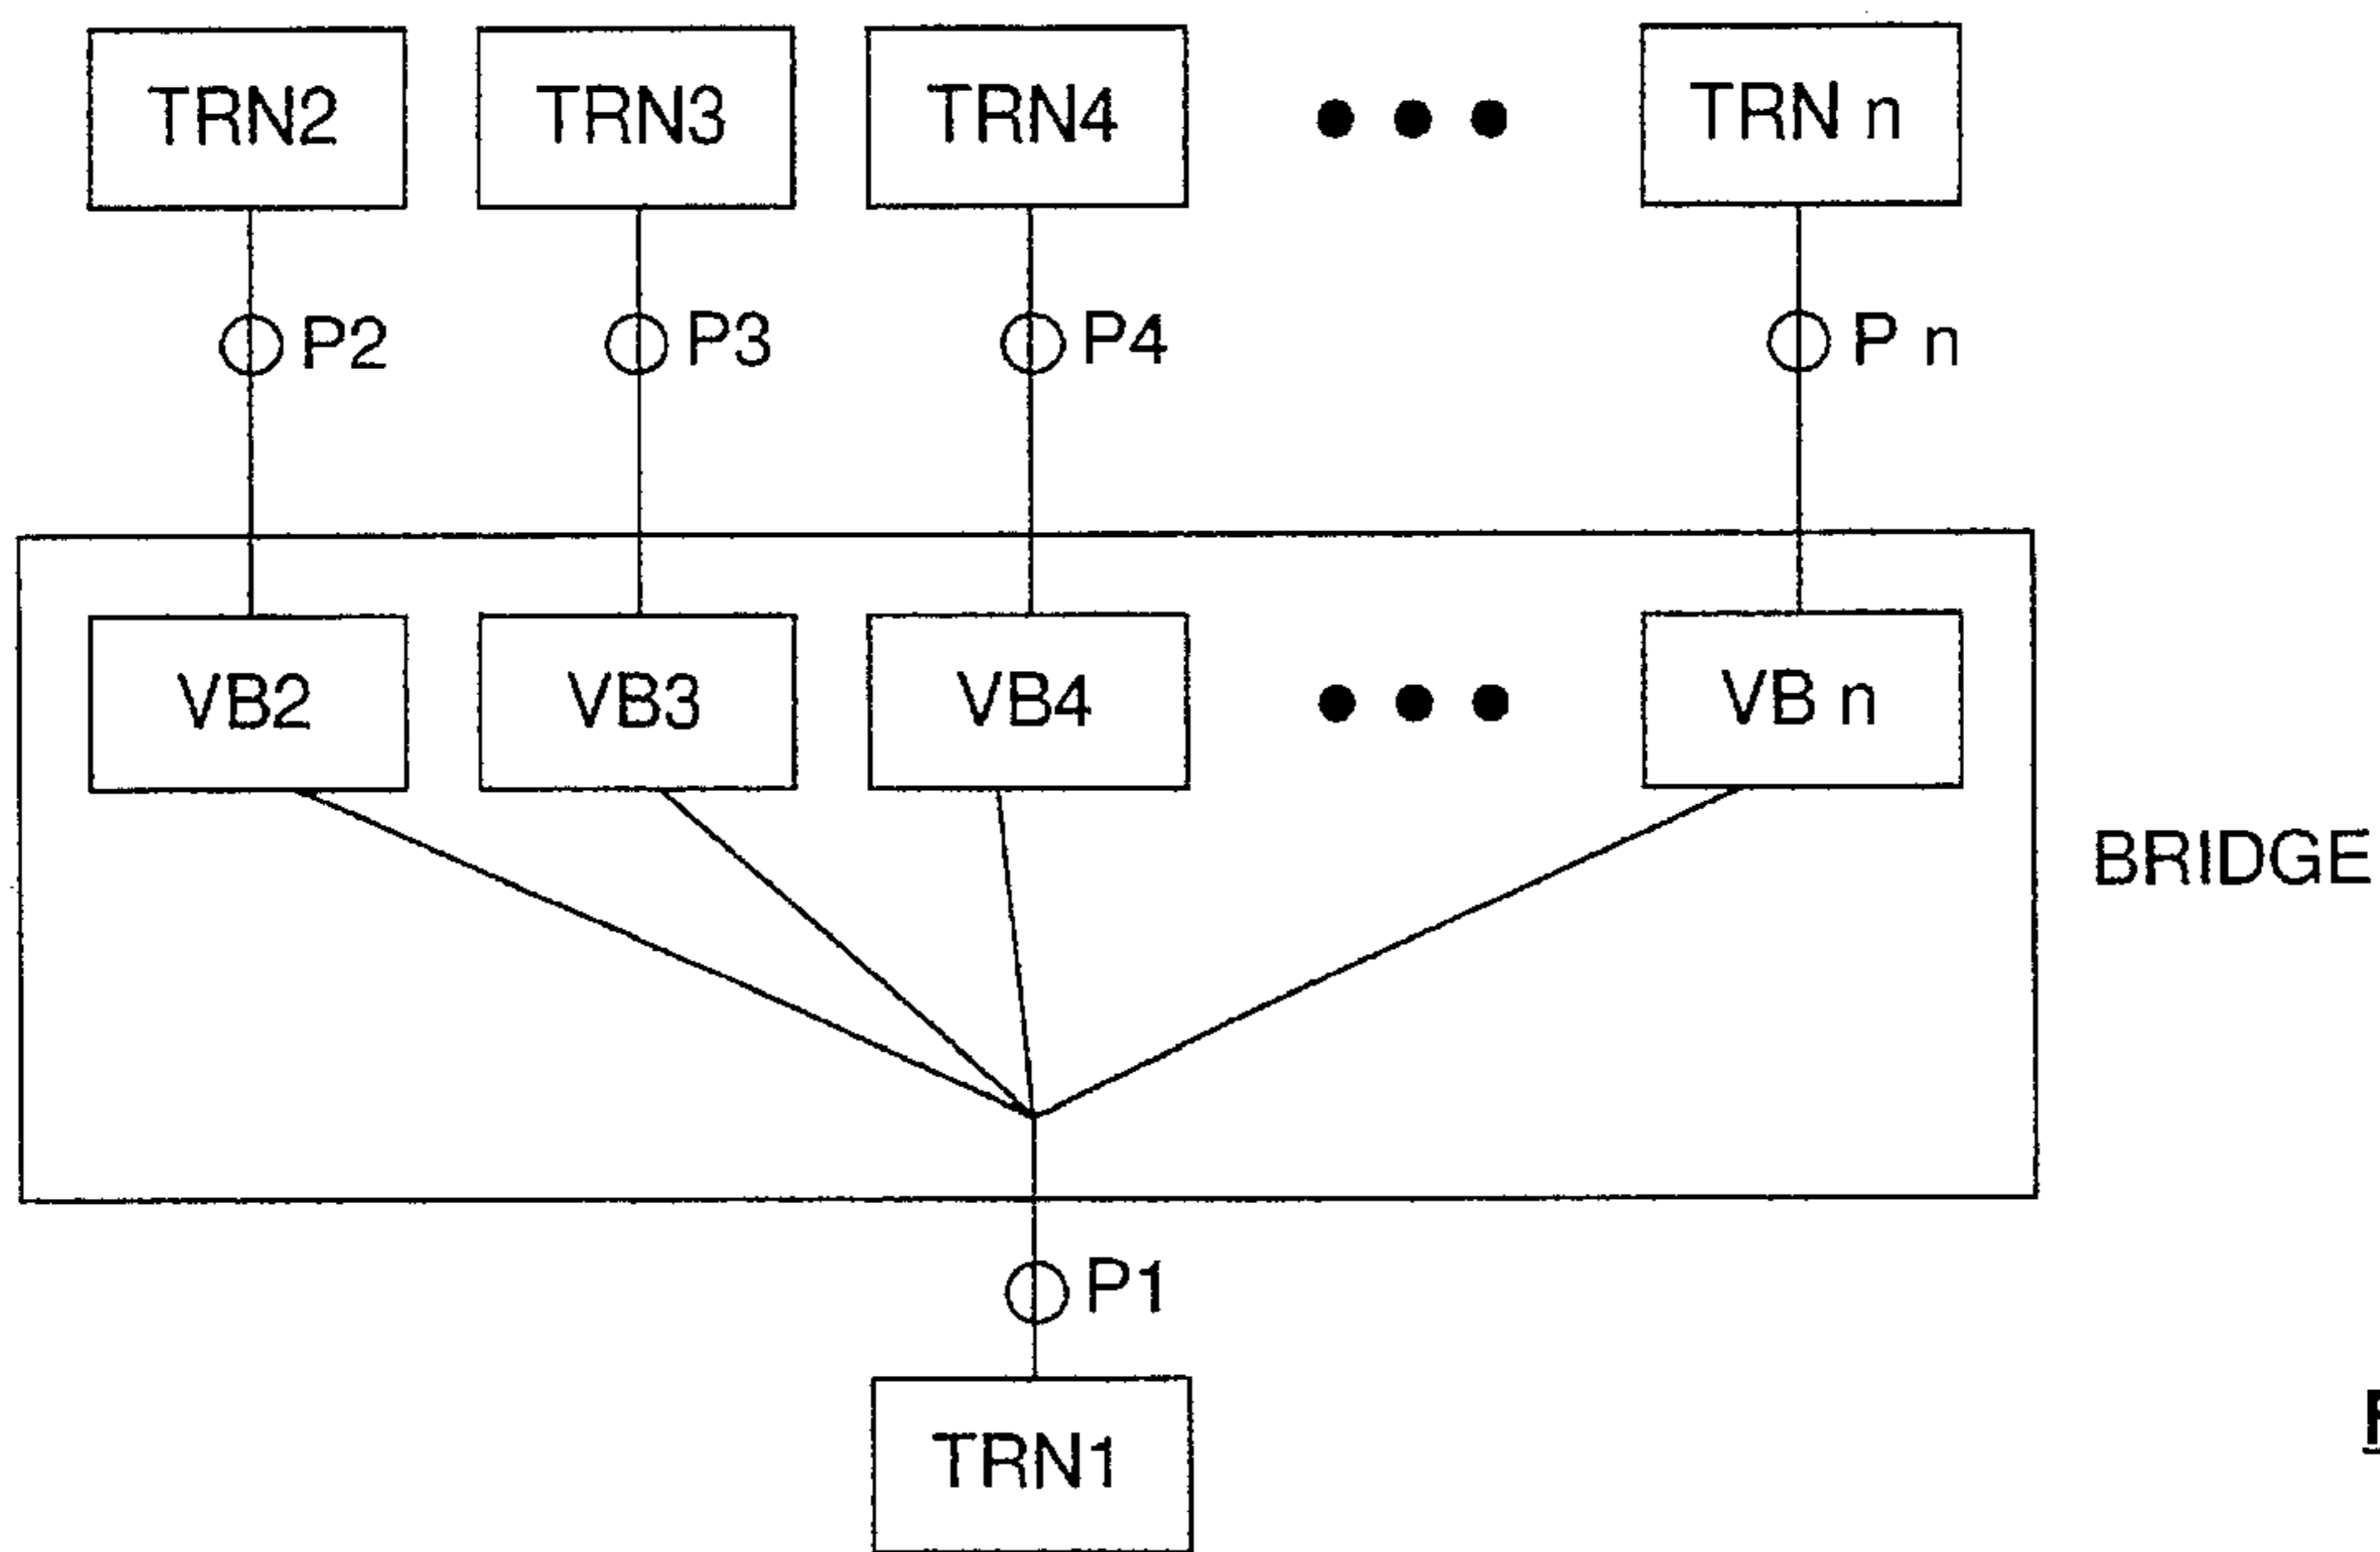 TRN2 TRN3 TRN4 TRN n
P2 P3 P4 P n
VB2 VB3 VB4 VB n
BRIDGE
P1
TRN1